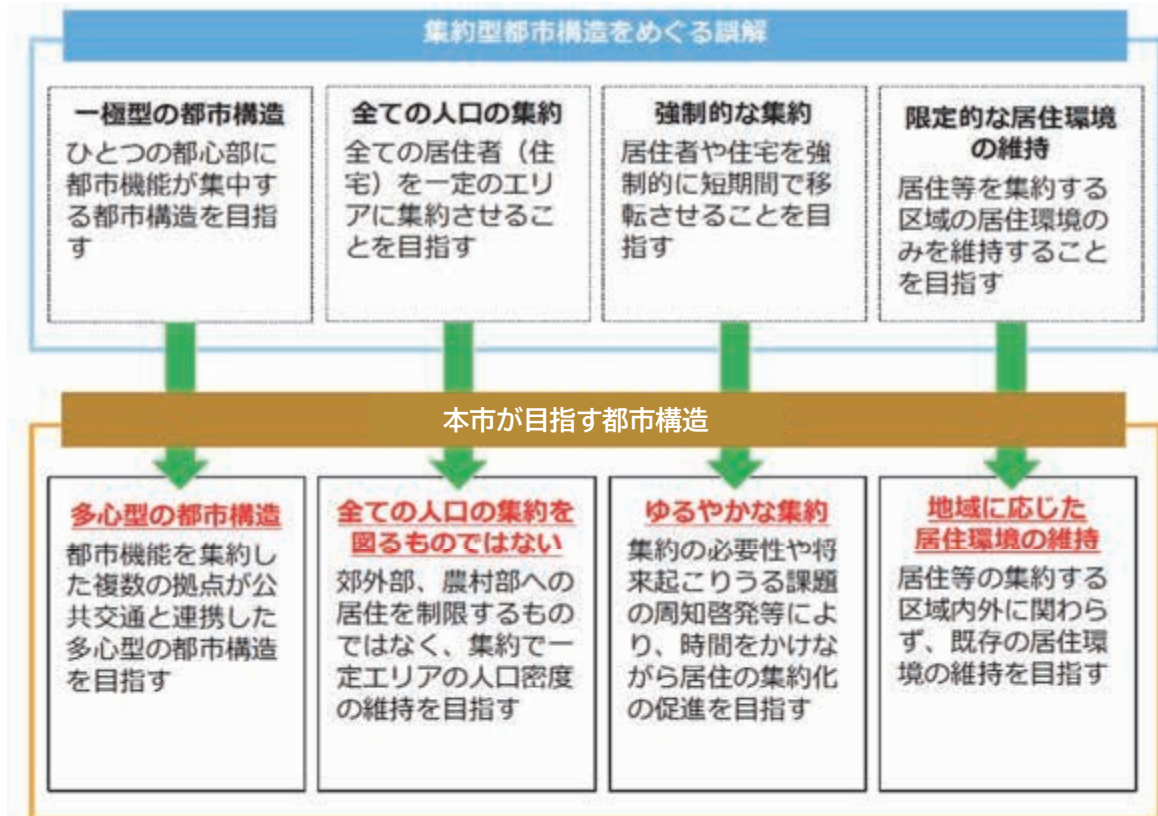 集約型都市構造をめぐる誤解
一極型の都市構造
ひとつの都心部に
都市機能が集中す
る都市構造を目指
す
全ての人口の集約
全ての居住者（住
宅）を一定のエリ
アに集約させるこ
とを目指す
強制的な集約
居住者や住宅を強
制的に短期間で移
転させることを目
指す
限定的な居住環境
の維持
居住等を集約する
区域の居住環境の
みを維持すること
を目指す
本市が目指す都市構造
多心型の都市構造
都市機能を集約し
た複数の拠点が公
共交通と連携した
多心型の都市構造
を目指す
全ての人口の集約を
図るものではない
郊外部、農村部への
居住を制限するもの
ではなく、集約で一
定エリアの人口密度
の維持を目指す
ゆるやかな集約
集約の必要性や将
来起こりうる課題
の周知啓発等によ
り、時間をかけな
がら居住の集約化
の促進を目指す
地域に応じた
居住環境の維持
居住等の集約する
区域内外に関わら
ず、既存の居住環
境の維持を目指す